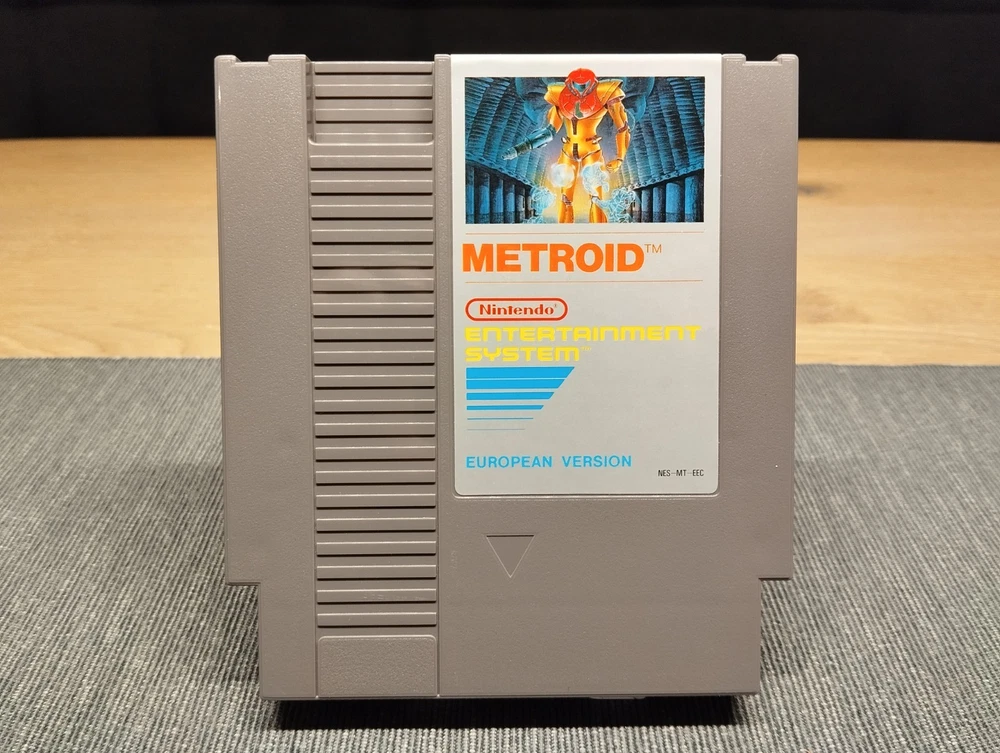 METROID™
Nintendo®
ENTERTAINMENT
SYSTEM™
EUROPEAN VERSION
NES-MT-EEC